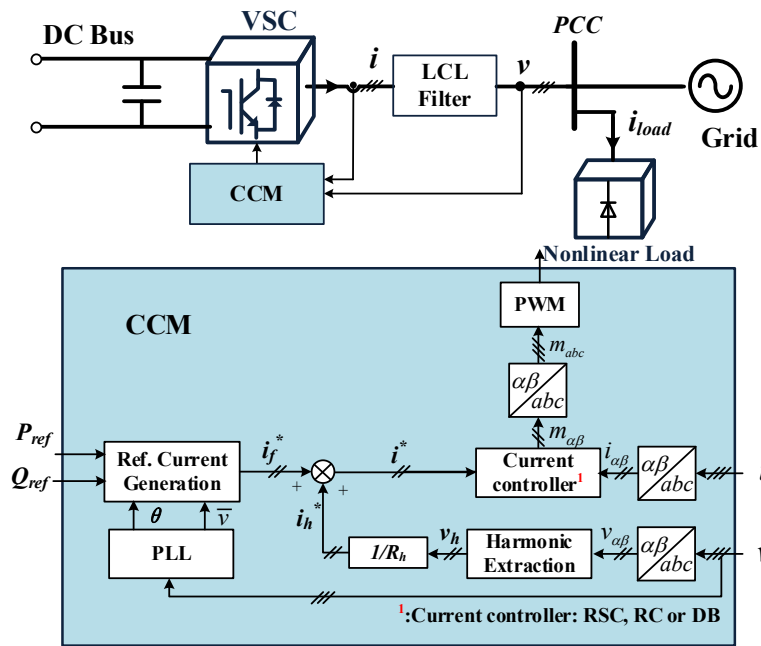 DC Bus
VSC
i
LCL
Filter
v
PCC
Grid
i_load
CCM
Nonlinear Load
CCM
PWM
m_abc
αβ
abc
m_αβ
P_ref
Q_ref
Ref. Current
Generation
i_f^*
+
+
i^*
Current
controller^1
i_αβ
αβ
abc
θ
v̅
i_h^*
PLL
1/R_h
v_h
Harmonic
Extraction
v_αβ
αβ
abc
^1:Current controller: RSC, RC or DB